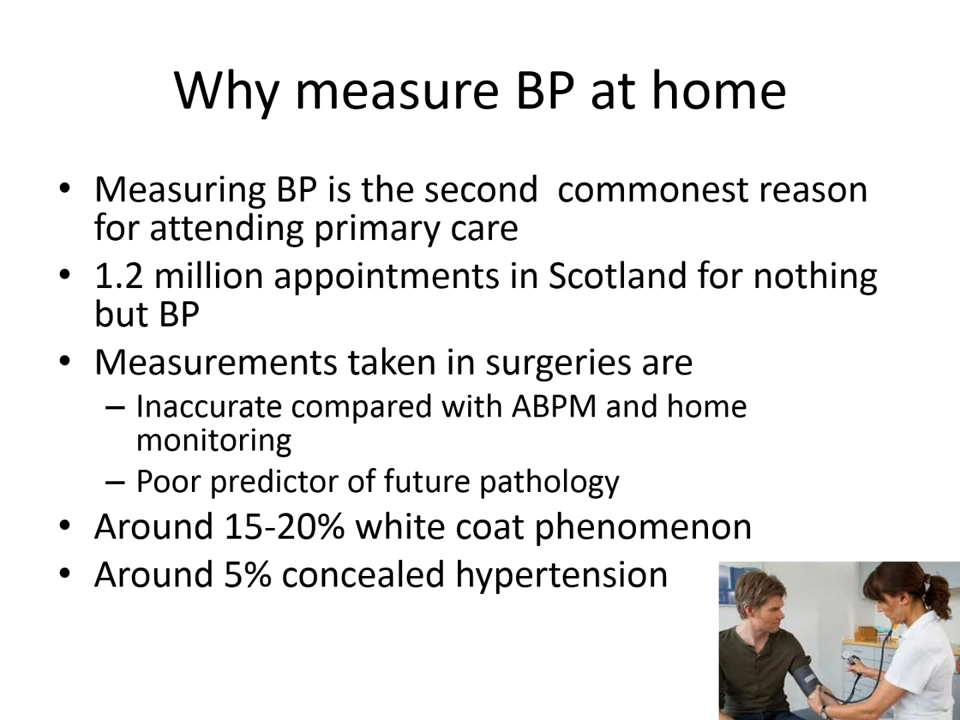 Why measure BP at home
• Measuring BP is the second  commonest reason
for attending primary care
• 1.2 million appointments in Scotland for nothing
but BP
• Measurements taken in surgeries are
– Inaccurate compared with ABPM and home
monitoring
– Poor predictor of future pathology
• Around 15-20% white coat phenomenon
• Around 5% concealed hypertension